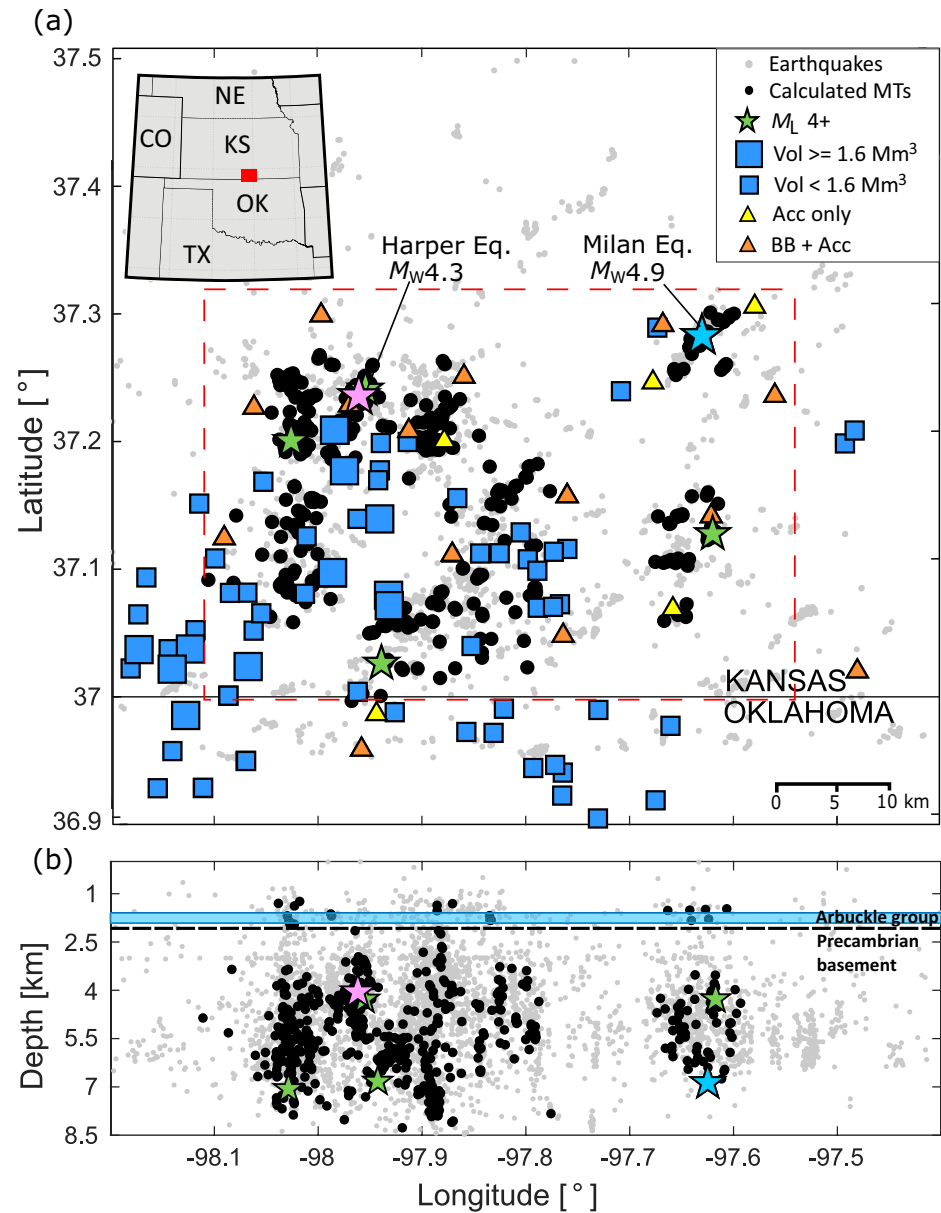 (a)
37.5
37.4
37.3
37.2
37.1
37
36.9
Latitude [°]
NE
CO
KS
OK
TX
Earthquakes
Calculated MTs
M_L 4+
Vol >= 1.6 Mm³
Vol < 1.6 Mm³
Acc only
BB + Acc
Harper Eq.
M_W4.3
Milan Eq.
M_W4.9
KANSAS
OKLAHOMA
0 5 10 km
(b)
1
2.5
4
5.5
7
8.5
Depth [km]
Arbuckle group
Precambrian
basement
-98.1 -98 -97.9 -97.8 -97.7 -97.6 -97.5
Longitude [°]